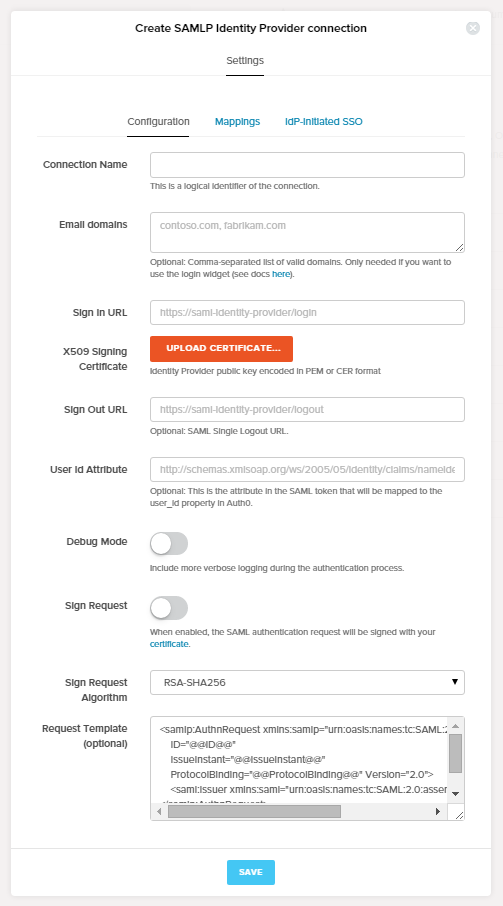 Create SAMLP Identity Provider connection
Settings
Configuration Mappings IdP-Initiated SSO
Connection Name
This is a logical identifier of the connection.
Email domains
contoso.com, fabrikam.com
Optional: Comma-separated list of valid domains. Only needed if you want to
use the login widget (see docs here).
Sign In URL
https://saml-identity-provider/login
X509 Signing
Certificate
UPLOAD CERTIFICATE...
Identity Provider public key encoded in PEM or CER format
Sign Out URL
https://saml-identity-provider/logout
Optional: SAML Single Logout URL.
User Id Attribute
http://schemas.xmlsoap.org/ws/2005/05/identity/claims/nameide
Optional: This is the attribute in the SAML token that will be mapped to the
user_id property in Auth0.
Debug Mode
Include more verbose logging during the authentication process.
Sign Request
When enabled, the SAML authentication request will be signed with your
certificate.
Sign Request
Algorithm
RSA-SHA256
Request Template
(optional)
<samlp:AuthnRequest xmlns:samlp="urn:oasis:names:tc:SAML:2
ID="@@ID@@"
IssueInstant="@@IssueInstant@@"
ProtocolBinding="@@ProtocolBinding@@" Version="2.0">
<saml:Issuer xmlns:saml="urn:oasis:names:tc:SAML:2.0:asser
</samlp:AuthnRequest>
SAVE